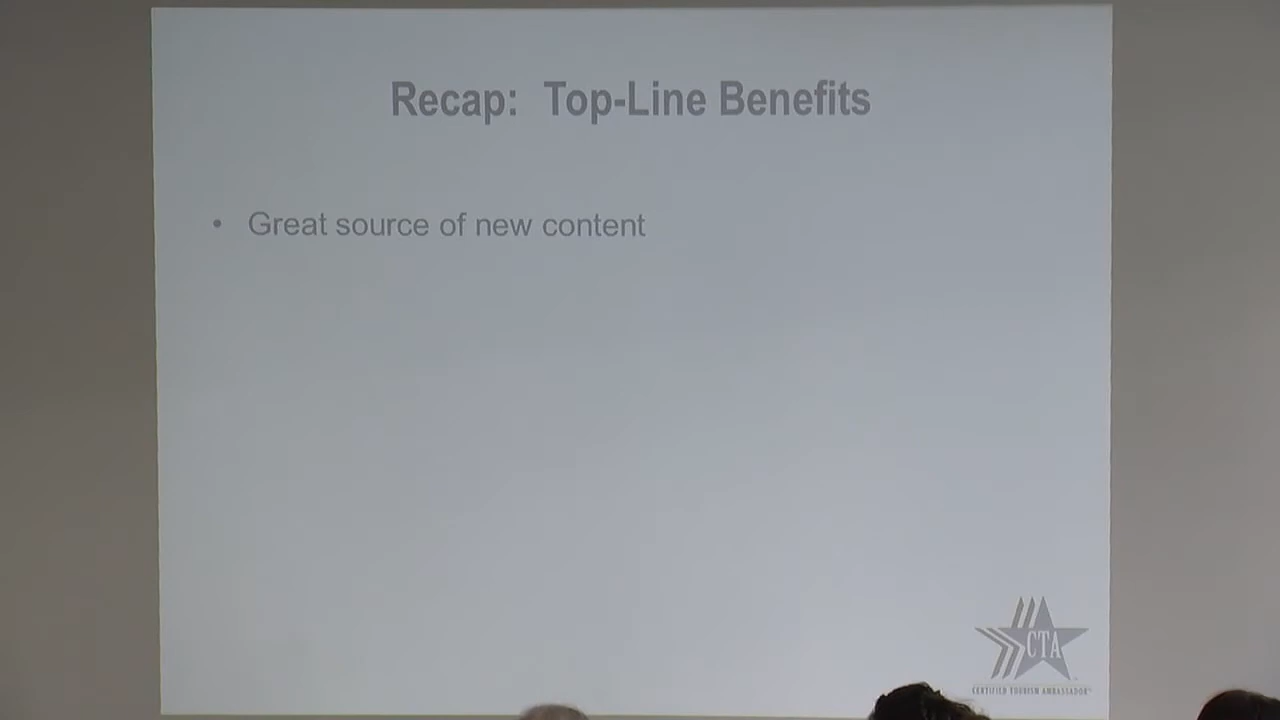 Recap: Top-Line Benefits
• Great source of new content
CTA
CERTIFIED TOURISM AMBASSADOR